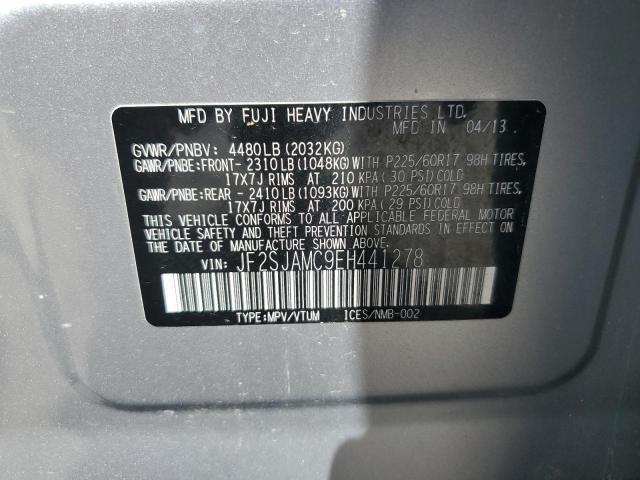 MFD BY FUJI HEAVY INDUSTRIES LTD.
MFD IN 04/13
GVWR/PNBV: 4480LB (2032KG)
GAWR/PNBE:FRONT-2310LB(1048KG)WITH P225/60R17 98H TIRES,
17X7J RIMS AT 210 KPA (30 PSI)COLD
GAWR/PNBE:REAR -2410LB(1093KG)WITH P225/60R17 98H TIRES,
17X7J RIMS AT 200 KPA (29 PSI)COLD
THIS VEHICLE CONFORMS TO ALL APPLICABLE FEDERAL MOTOR
VEHICLE SAFETY AND THEFT PREVENTION STANDARDS IN EFFECT
ON THE DATE OF MANUFACTURE SHOWN ABOVE.
VIN: JF2SJAMC9EH441278
TYPE:MPV/VTUM ICES/NMB-002